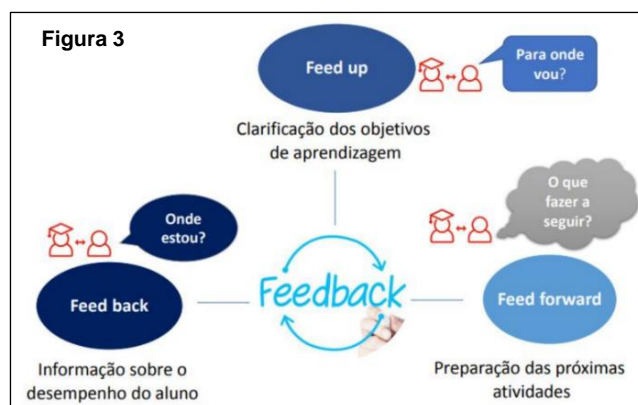 Figura 3
Feed up
Para onde
vou?
Clarificação dos objetivos
de aprendizagem
Onde
estou?
O que
fazer a
seguir?
Feed back
Feedback
Feed forward
Informação sobre o
desempenho do aluno
Preparação das próximas
atividades